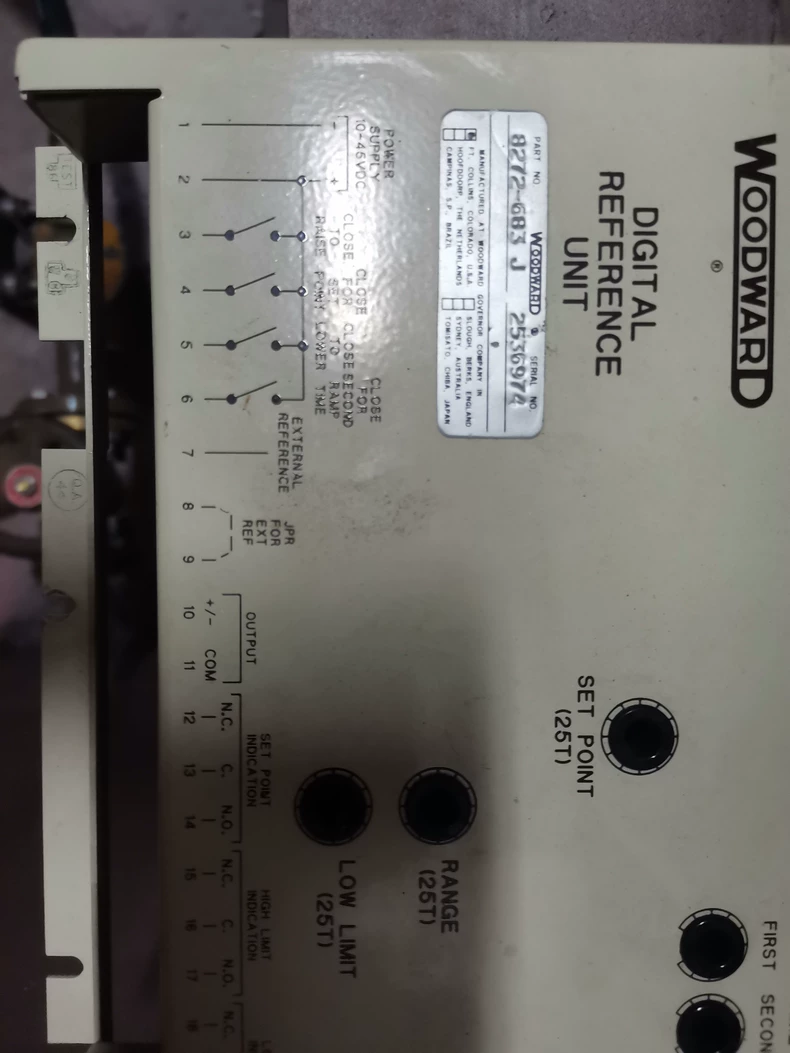 WOODWARD
®
DIGITAL
REFERENCE
UNIT
PART NO. WOODWARD ® SERIAL NO.
8272-683 J 2536974
MANUFACTURED AT WOODWARD GOVERNOR COMPANY IN
FT. COLLINS, COLORADO, U.S.A. SLOUGH, BERKS, ENGLAND
HOOFDDORP, THE NETHERLANDS SYDNEY, AUSTRALIA
CAMPINAS, S.P., BRAZIL TOMISATO, CHIBA, JAPAN
FIRST SECON
SET POINT
(25T)
RANGE
(25T)
LOW LIMIT
(25T)
POWER
SUPPLY
10-45VDC
- +
CLOSE
TO
RAISE
CLOSE
FOR
SET
POINT
CLOSE
TO
LOWER
CLOSE
FOR
SECOND
RAMP
TIME
EXTERNAL
REFERENCE
JPR
FOR
EXT
REF
OUTPUT
+/- COM
SET POINT
INDICATION
N.C. C. N.O.
HIGH LIMIT
INDICATION
N.C. C. N.O.
N.C.
1 2 3 4 5 6 7 8 9 10 11 12 13 14 15 16 17 18
TEST
Q.A.